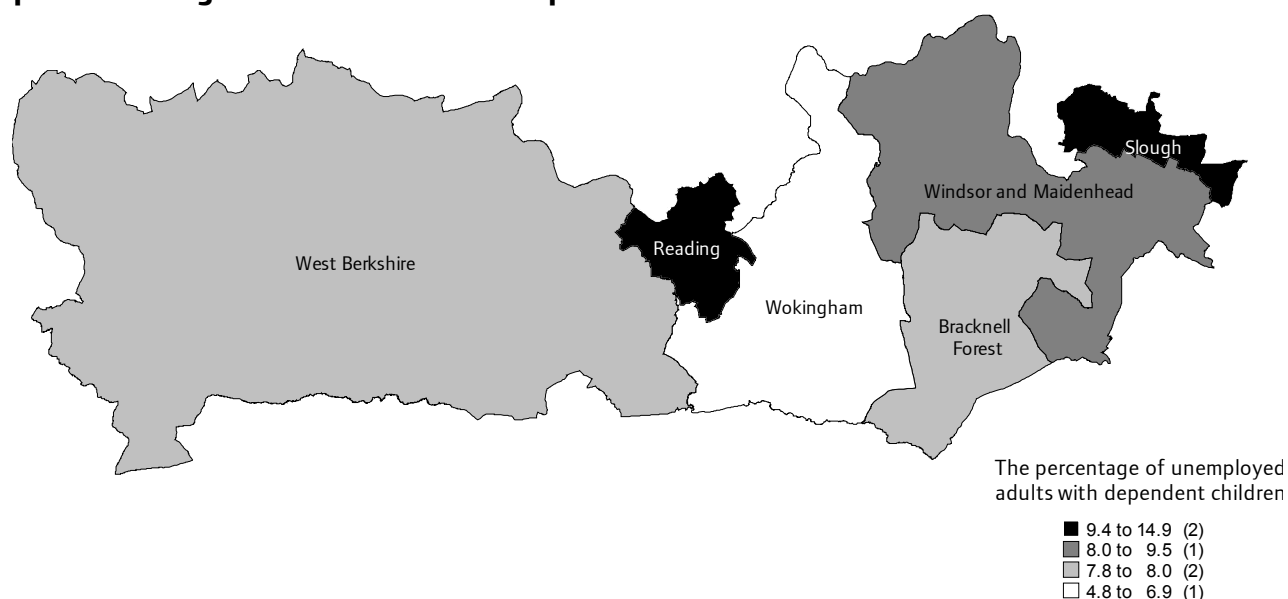 Slough
Windsor and Maidenhead
Reading
West Berkshire
Wokingham
Bracknell
Forest
The percentage of unemployed
adults with dependent children
9.4 to 14.9 (2)
8.0 to 9.5 (1)
7.8 to 8.0 (2)
4.8 to 6.9 (1)